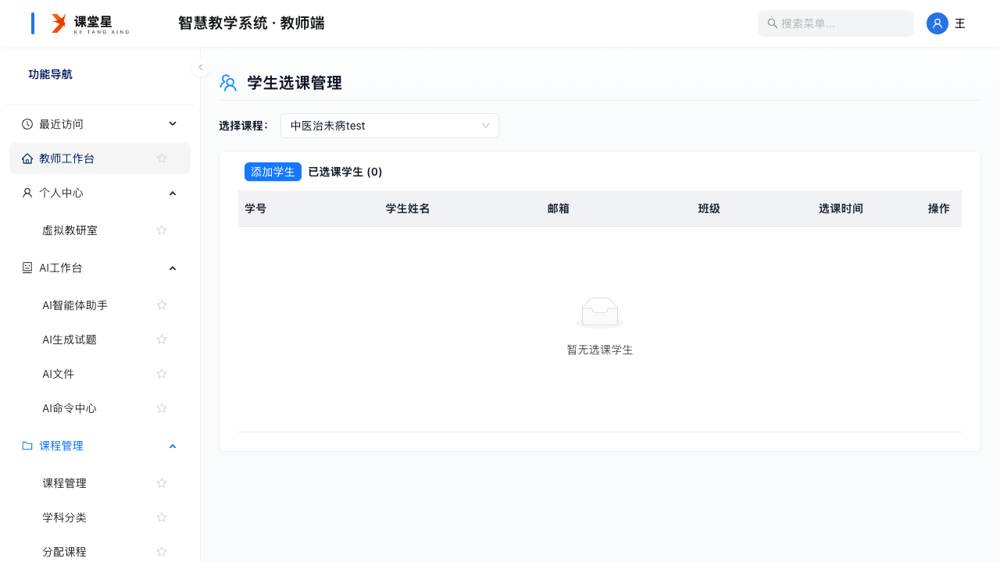 课堂星
KE TANG XING
智慧教学系统 · 教师端
搜索菜单...
王
功能导航
最近访问
教师工作台
个人中心
虚拟教研室
AI工作台
AI智能体助手
AI生成试题
AI文件
AI命令中心
课程管理
课程管理
学科分类
分配课程
学生选课管理
选择课程：
中医治未病test
添加学生 已选课学生 (0)
学号 学生姓名 邮箱 班级 选课时间 操作
暂无选课学生